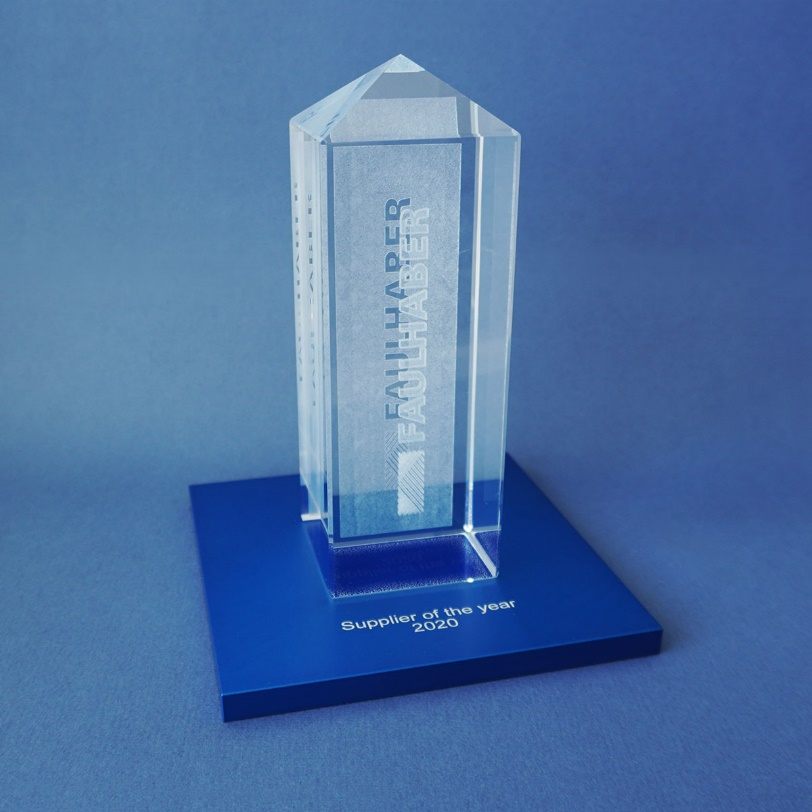 FAULHABER
Supplier of the year
2020